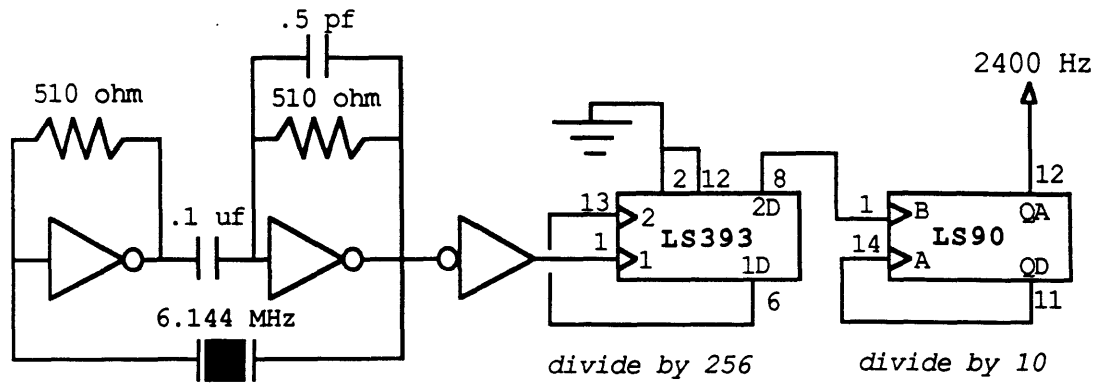 .5 pf
2400 Hz
510 ohm
510 ohm
2 12 8
12
13 2 2D
1 B QA
.1 uf
LS393
LS90
1 1 1D
14 A QD
6
11
6.144 MHz
divide by 256
divide by 10